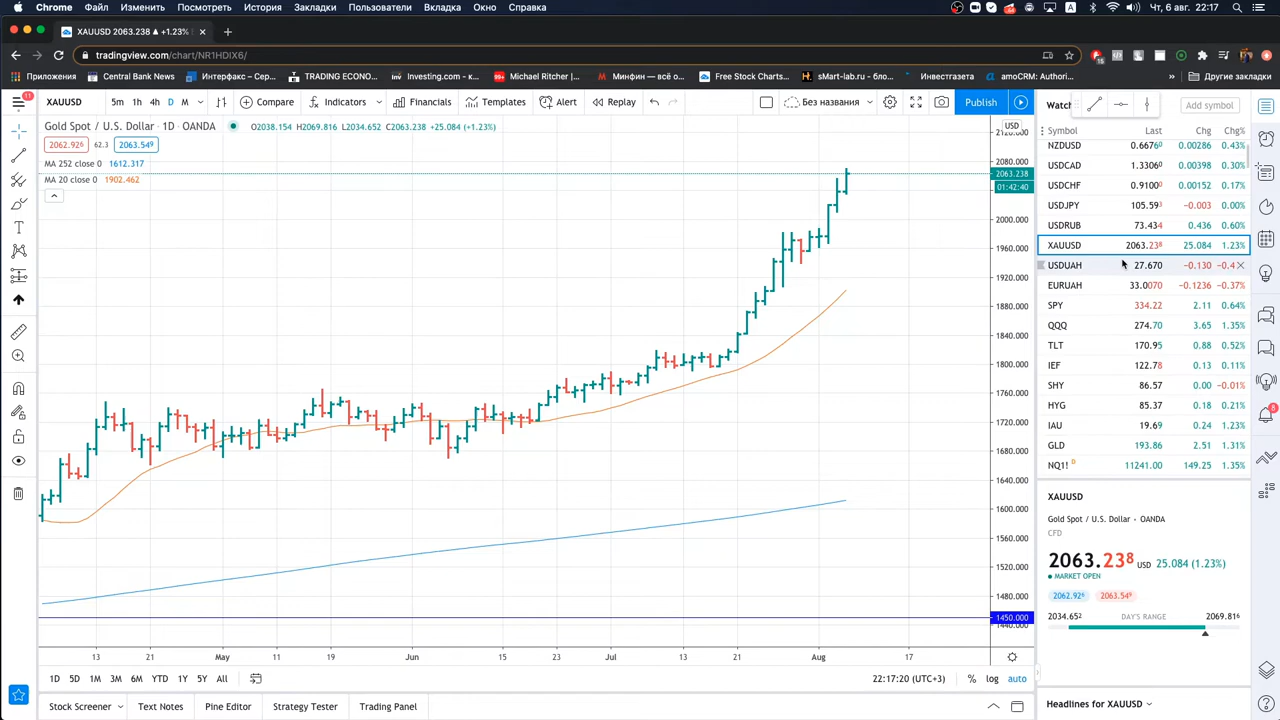 Chrome Файл Изменить Посмотреть История Закладки Пользователи Вкладка Окно Справка Чт, 6 авг. 22:17
XAUUSD 2063.238 ▲ +1.23%
tradingview.com/chart/NR1HDIX6/
Приложения Central Bank News Интерфакс – Сер... TRADING ECONO... Investing.com - к... Michael Ritcher |... Минфин — всё о... Free Stock Charts... sMart-lab.ru - бло... Инвестгазета amoCRM: Authori... » Другие закладки
11 XAUUSD 5m 1h 4h D M Compare Indicators Financials Templates Alert Replay Без названия Publish
Watch Add symbol
Gold Spot / U.S. Dollar · 1D · OANDA O2038.154 H2069.816 L2034.652 C2063.238 +25.084 (+1.23%)
2062.926 62.3 2063.549
MA 252 close 0 1612.317
MA 20 close 0 1902.462
USD
2120.000
2080.000
2063.238
01:42:40
2000.000
1960.000
1920.000
1880.000
1840.000
1800.000
1760.000
1720.000
1680.000
1640.000
1600.000
1560.000
1520.000
1480.000
1450.000
1440.000
13 21 May 11 19 Jun 15 23 Jul 13 21 Aug 17
1D 5D 1M 3M 6M YTD 1Y 5Y All 22:17:20 (UTC+3) % log auto
Stock Screener Text Notes Pine Editor Strategy Tester Trading Panel
Symbol Last Chg Chg%
NZDUSD 0.66760 0.00286 0.43%
USDCAD 1.33060 0.00398 0.30%
USDCHF 0.91000 0.00152 0.17%
USDJPY 105.593 −0.003 0.00%
USDRUB 73.434 0.436 0.60%
XAUUSD 2063.238 25.084 1.23%
USDUAH 27.670 −0.130 −0.4
EURUAH 33.0070 −0.1236 −0.37%
SPY 334.22 2.11 0.64%
QQQ 274.70 3.65 1.35%
TLT 170.95 0.88 0.52%
IEF 122.78 0.13 0.11%
SHY 86.57 0.00 −0.01%
HYG 85.37 0.18 0.21%
IAU 19.69 0.24 1.23%
GLD 193.86 2.51 1.31%
NQ1! D 11241.00 149.25 1.35%
XAUUSD
Gold Spot / U.S. Dollar · OANDA
CFD
2063.238 USD 25.084 (1.23%)
MARKET OPEN
2062.926 2063.549
2034.652 DAY'S RANGE 2069.816
Headlines for XAUUSD